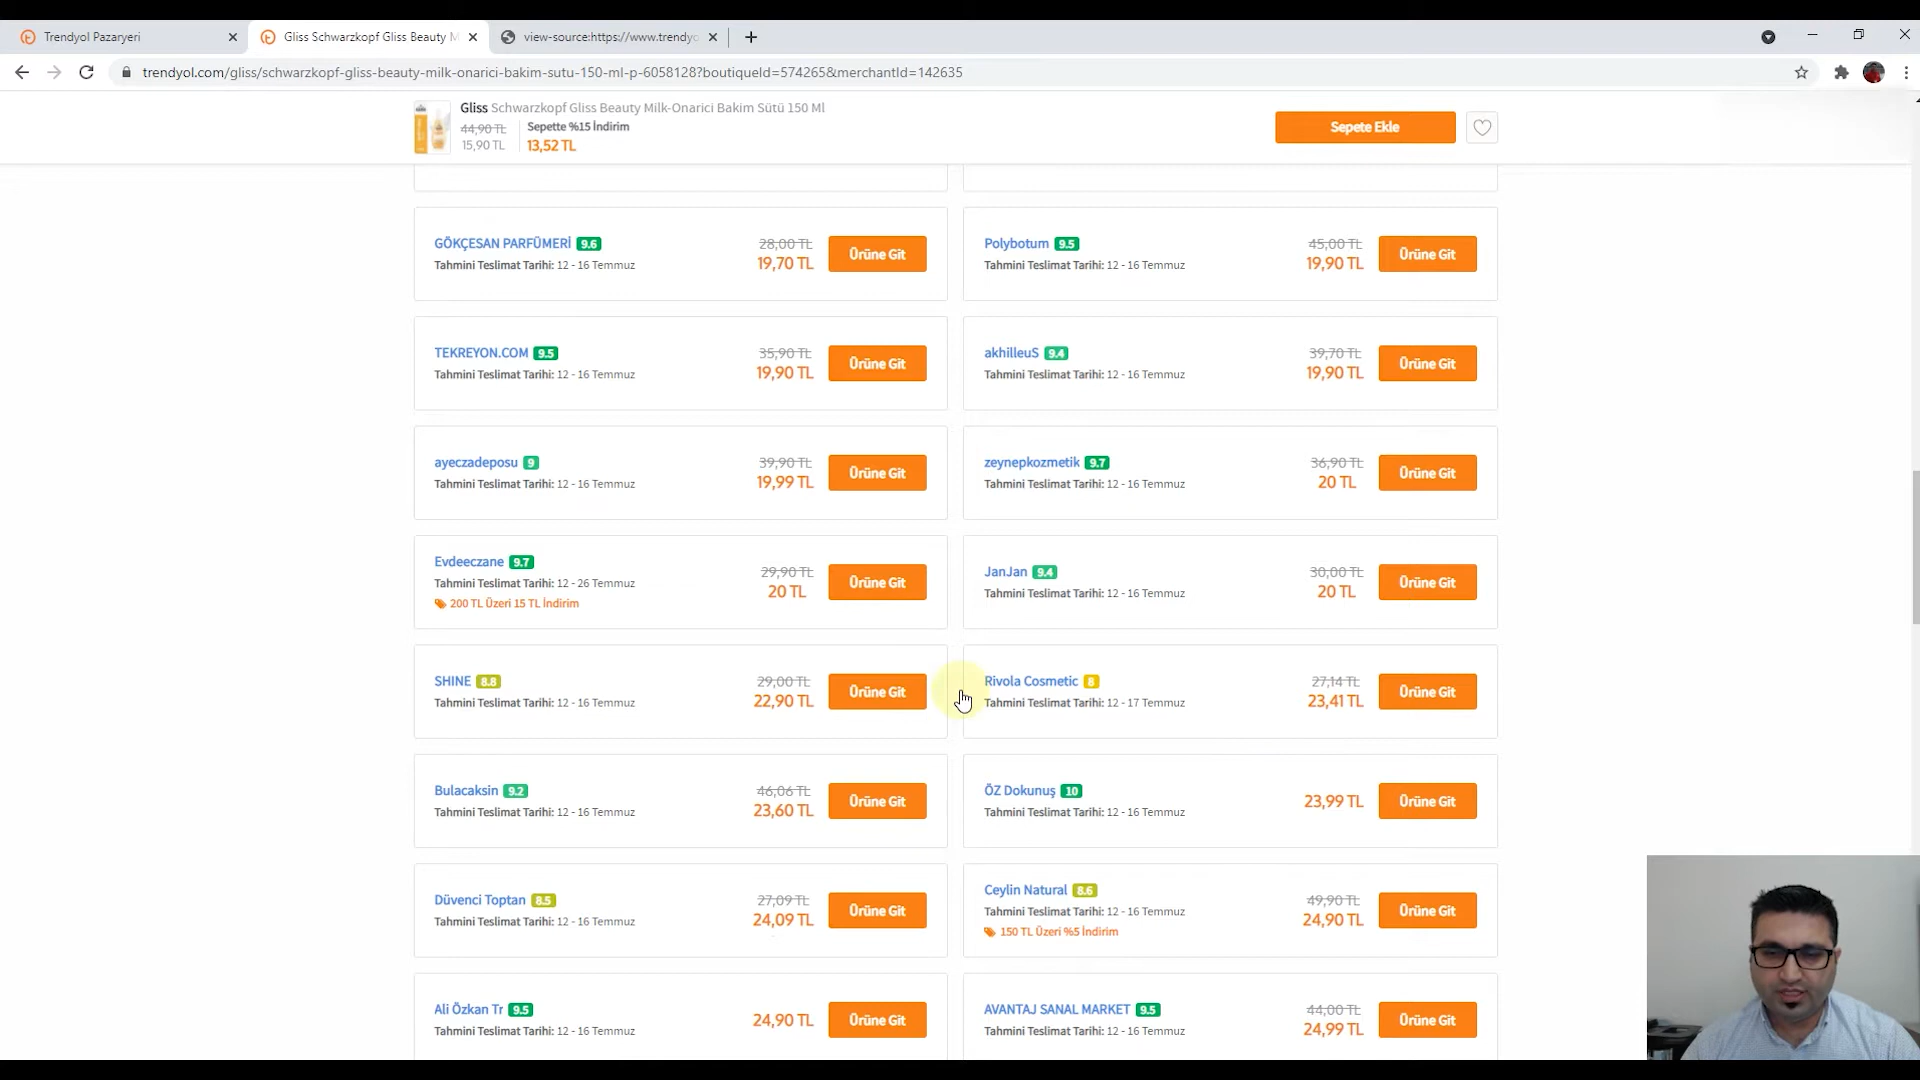 Trendyol Pazaryeri
Gliss Schwarzkopf Gliss Beauty M
view-source:https://www.trendyo
trendyol.com/gliss/schwarzkopf-gliss-beauty-milk-onarici-bakim-sutu-150-ml-p-6058128?boutiqueId=574265&merchantId=142635
Gliss Schwarzkopf Gliss Beauty Milk-Onarici Bakim Sütü 150 Ml
44,90 TL
15,90 TL
Sepette %15 İndirim
13,52 TL
Sepete Ekle
GÖKÇESAN PARFÜMERİ 9.6
Tahmini Teslimat Tarihi: 12 - 16 Temmuz
28,00 TL
19,70 TL
Ürüne Git
Polybotum 9.5
Tahmini Teslimat Tarihi: 12 - 16 Temmuz
45,00 TL
19,90 TL
Ürüne Git
TEKREYON.COM 9.5
Tahmini Teslimat Tarihi: 12 - 16 Temmuz
35,90 TL
19,90 TL
Ürüne Git
akhilleuS 9.4
Tahmini Teslimat Tarihi: 12 - 16 Temmuz
39,70 TL
19,90 TL
Ürüne Git
ayeczadeposu 9
Tahmini Teslimat Tarihi: 12 - 16 Temmuz
39,90 TL
19,99 TL
Ürüne Git
zeynepkozmetik 9.7
Tahmini Teslimat Tarihi: 12 - 16 Temmuz
36,90 TL
20 TL
Ürüne Git
Evdeeczane 9.7
Tahmini Teslimat Tarihi: 12 - 26 Temmuz
200 TL Üzeri 15 TL İndirim
29,90 TL
20 TL
Ürüne Git
JanJan 9.4
Tahmini Teslimat Tarihi: 12 - 16 Temmuz
30,00 TL
20 TL
Ürüne Git
SHINE 8.8
Tahmini Teslimat Tarihi: 12 - 16 Temmuz
29,00 TL
22,90 TL
Ürüne Git
Rivola Cosmetic 8
Tahmini Teslimat Tarihi: 12 - 17 Temmuz
27,14 TL
23,41 TL
Ürüne Git
Bulacaksin 9.2
Tahmini Teslimat Tarihi: 12 - 16 Temmuz
46,06 TL
23,60 TL
Ürüne Git
ÖZ Dokunuş 10
Tahmini Teslimat Tarihi: 12 - 16 Temmuz
23,99 TL
Ürüne Git
Düvenci Toptan 8.5
Tahmini Teslimat Tarihi: 12 - 16 Temmuz
27,09 TL
24,09 TL
Ürüne Git
Ceylin Natural 8.6
Tahmini Teslimat Tarihi: 12 - 16 Temmuz
150 TL Üzeri %5 İndirim
49,90 TL
24,90 TL
Ürüne Git
Ali Özkan Tr 9.5
Tahmini Teslimat Tarihi: 12 - 16 Temmuz
24,90 TL
Ürüne Git
AVANTAJ SANAL MARKET 9.5
Tahmini Teslimat Tarihi: 12 - 16 Temmuz
44,00 TL
24,99 TL
Ürüne Git